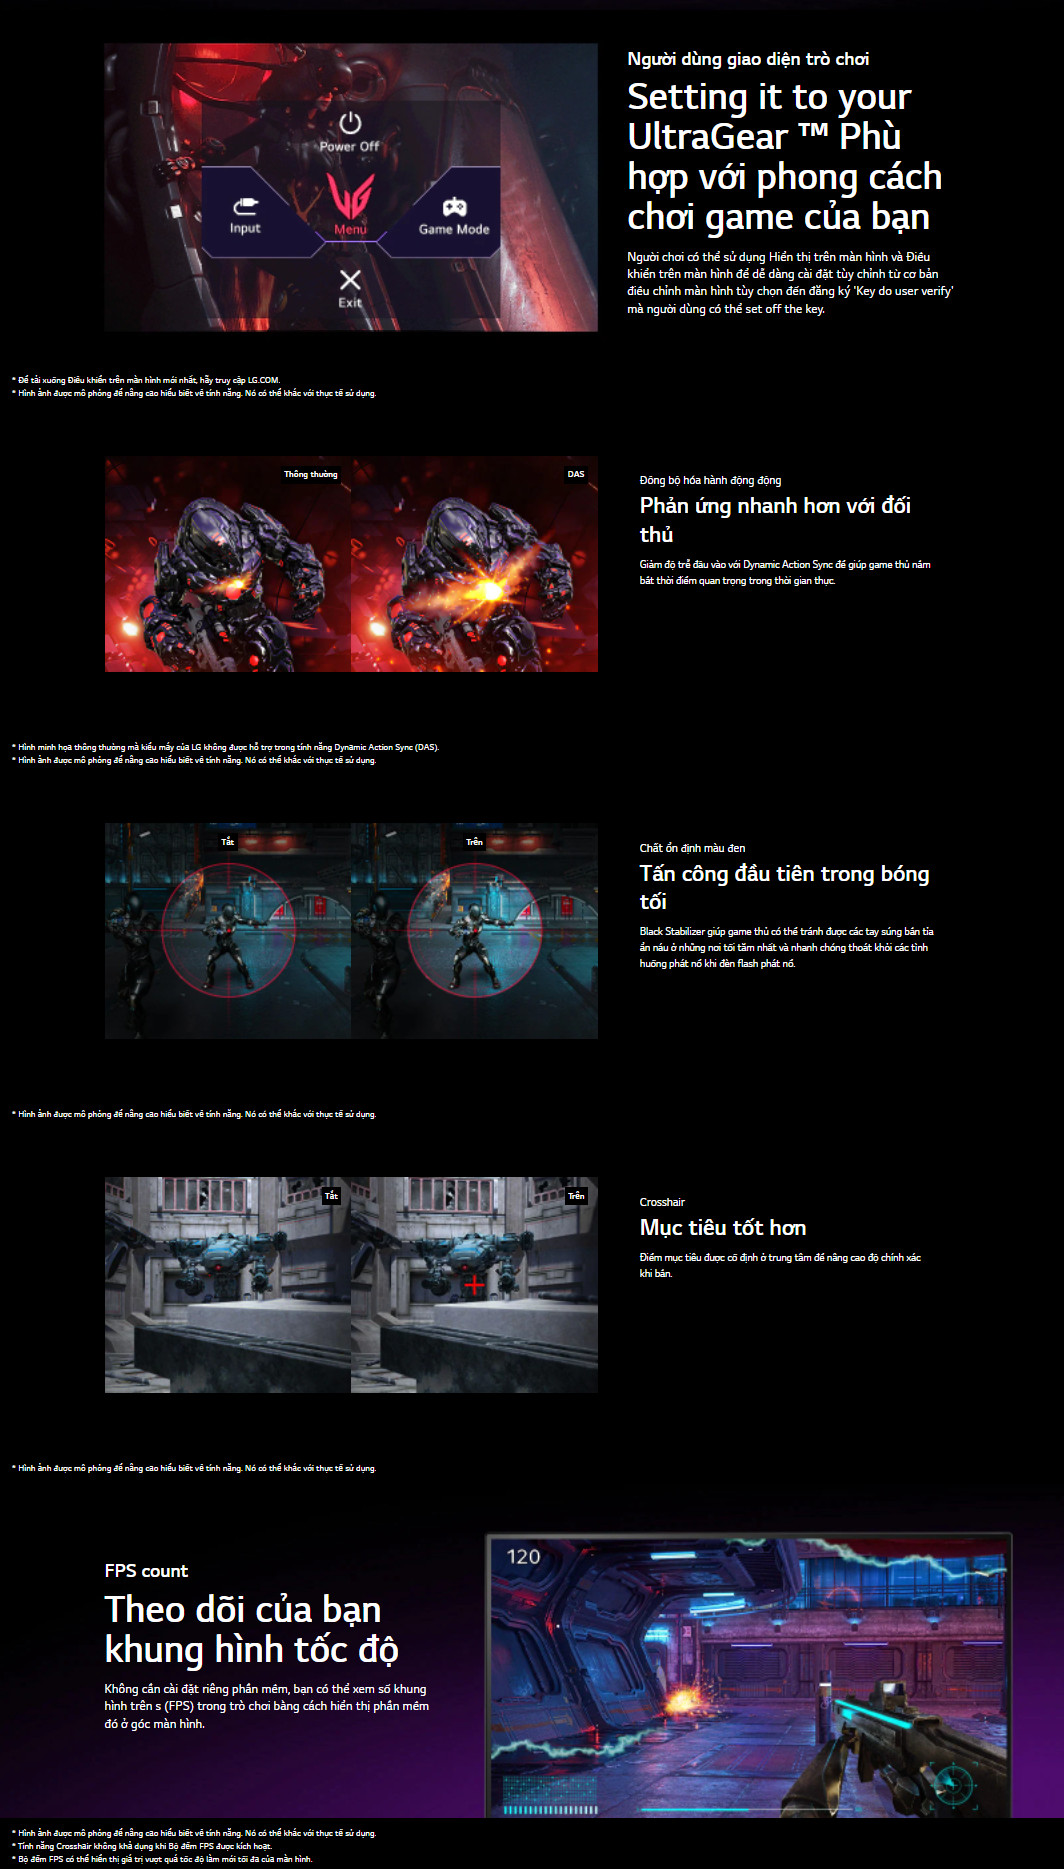 Power Off
Input
Menu
Game Mode
Exit
Người dùng giao diện trò chơi
Setting it to your
UltraGear ™ Phù
hợp với phong cách
chơi game của bạn
Người chơi có thể sử dụng Hiển thị trên màn hình và Điều
khiển trên màn hình để dễ dàng cài đặt tùy chỉnh từ cơ bản
điều chỉnh màn hình tùy chọn đến đăng ký 'Key do user verify'
mà người dùng có thể set off the key.
* Để tải xuống Điều khiển trên màn hình mới nhất, hãy truy cập LG.COM.
* Hình ảnh được mô phỏng để nâng cao hiểu biết về tính năng. Nó có thể khác với thực tế sử dụng.
Thông thường
DAS
Đồng bộ hóa hành động động
Phản ứng nhanh hơn với đối
thủ
Giảm độ trễ đầu vào với Dynamic Action Sync để giúp game thủ nắm
bắt thời điểm quan trọng trong thời gian thực.
* Hình minh họa thông thường mà kiểu máy của LG không được hỗ trợ trong tính năng Dynamic Action Sync (DAS).
* Hình ảnh được mô phỏng để nâng cao hiểu biết về tính năng. Nó có thể khác với thực tế sử dụng.
Tắt
Trên
Chất ổn định màu đen
Tấn công đầu tiên trong bóng
tối
Black Stabilizer giúp game thủ có thể tránh được các tay súng bắn tỉa
ẩn náu ở những nơi tối tăm nhất và nhanh chóng thoát khỏi các tình
huống phát nổ khi đèn flash phát nổ.
* Hình ảnh được mô phỏng để nâng cao hiểu biết về tính năng. Nó có thể khác với thực tế sử dụng.
Tắt
Trên
Crosshair
Mục tiêu tốt hơn
Điểm mục tiêu được cố định ở trung tâm để nâng cao độ chính xác
khi bắn.
* Hình ảnh được mô phỏng để nâng cao hiểu biết về tính năng. Nó có thể khác với thực tế sử dụng.
120
FPS count
Theo dõi của bạn
khung hình tốc độ
Không cần cài đặt riêng phần mềm, bạn có thể xem số khung
hình trên s (FPS) trong trò chơi bằng cách hiển thị phần mềm
đó ở góc màn hình.
* Hình ảnh được mô phỏng để nâng cao hiểu biết về tính năng. Nó có thể khác với thực tế sử dụng.
* Tính năng Crosshair không khả dụng khi Bộ đếm FPS được kích hoạt.
* Bộ đếm FPS có thể hiển thị giá trị vượt quá tốc độ làm mới tối đa của màn hình.